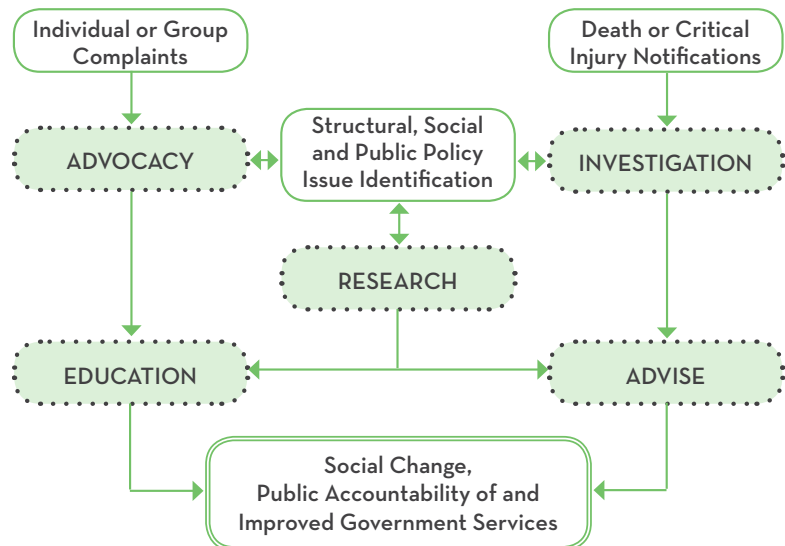 Individual or Group
Complaints
Death or Critical
Injury Notifications
ADVOCACY
Structural, Social
and Public Policy
Issue Identification
INVESTIGATION
RESEARCH
EDUCATION
ADVISE
Social Change,
Public Accountability of and
Improved Government Services